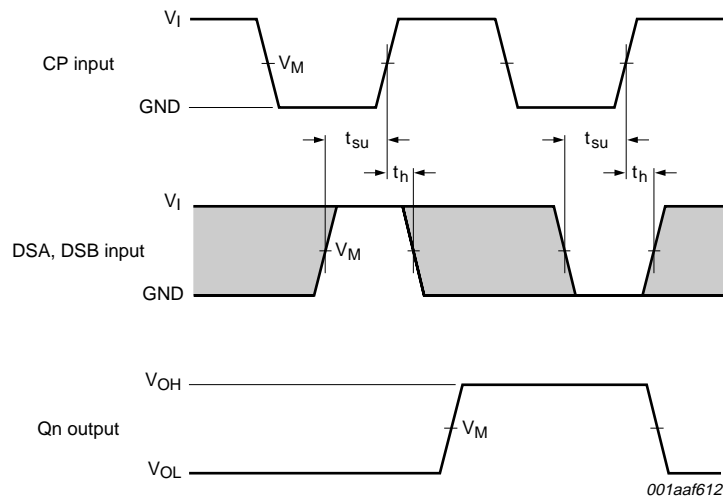 VI
CP input
VM
GND
tsu
tsu
th
th
VI
DSA, DSB input
VM
GND
VOH
Qn output
VM
VOL
001aaf612